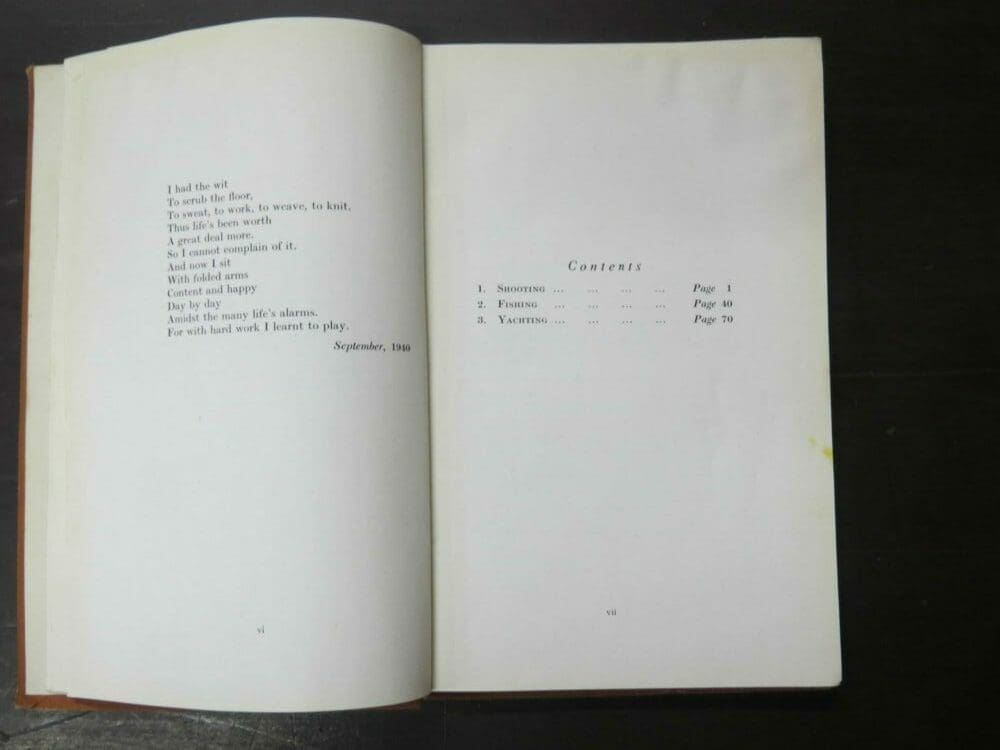 I had the wit
To scrub the floor,
To sweat, to work, to weave, to knit,
Thus life's been worth
A great deal more.
So I cannot complain of it.
And now I sit
With folded arms
Content and happy
Day by day
Amidst the many life's alarms.
For with hard work I learnt to play.
September, 1940
vi
Contents
1. Shooting ... ... ... ... Page 1
2. Fishing ... ... ... ... Page 40
3. Yachting ... ... ... ... Page 70
vii